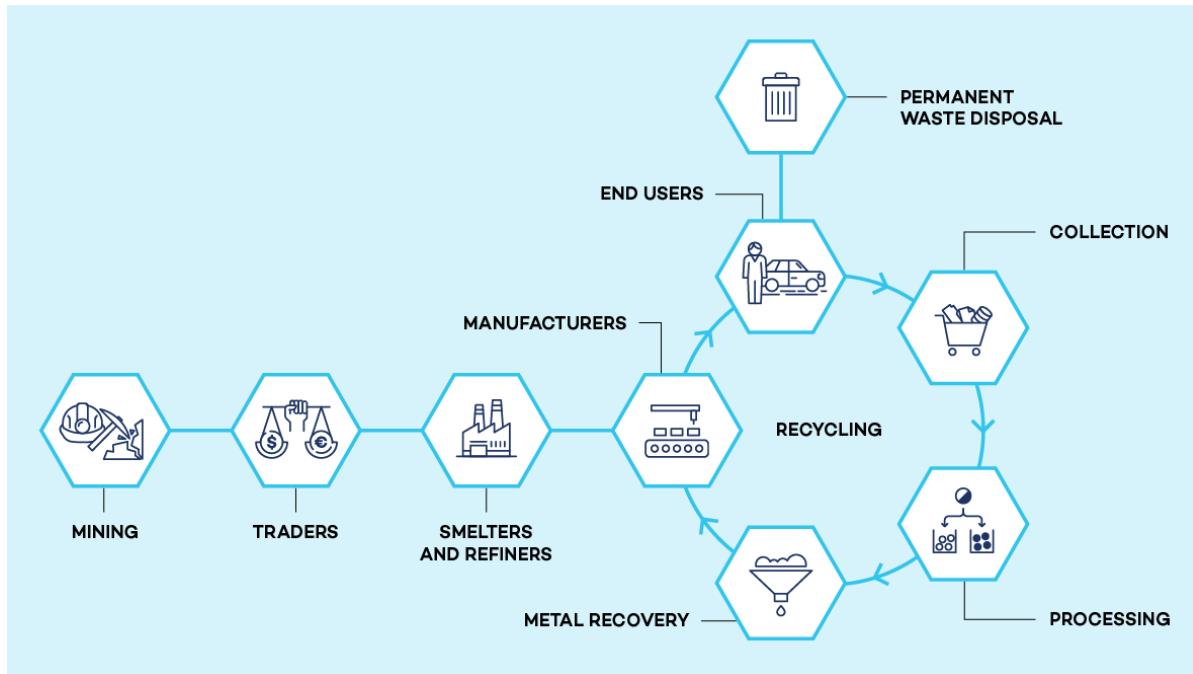 PERMANENT
WASTE DISPOSAL
END USERS
COLLECTION
MANUFACTURERS
$
€
RECYCLING
MINING
TRADERS
SMELTERS
AND REFINERS
METAL RECOVERY
PROCESSING